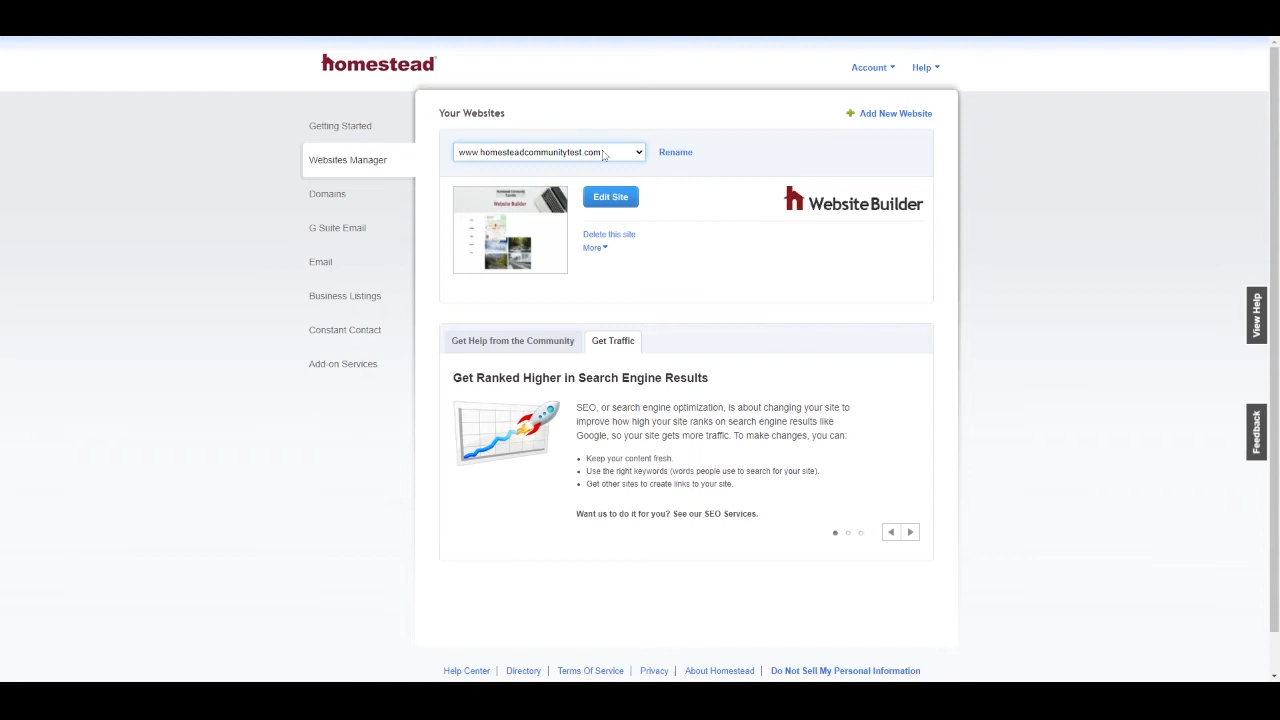 homestead
Account
Help
Getting Started
Websites Manager
Domains
G Suite Email
Email
Business Listings
Constant Contact
Add-on Services
Your Websites
Add New Website
www.homesteadcommunitytest.com
Rename
Website Builder
Edit Site
WebsiteBuilder
Delete this site
More
Get Help from the Community
Get Traffic
Get Ranked Higher in Search Engine Results
SEO, or search engine optimization, is about changing your site to
improve how high your site ranks on search engine results like
Google, so your site gets more traffic. To make changes, you can:
Keep your content fresh.
Use the right keywords (words people use to search for your site).
Get other sites to create links to your site.
Want us to do it for you? See our SEO Services.
View Help
Feedback
Help Center | Directory | Terms Of Service | Privacy | About Homestead | Do Not Sell My Personal Information